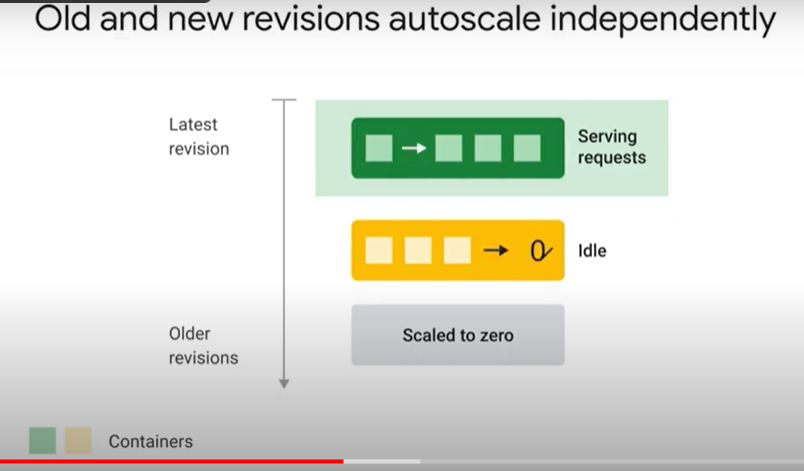 Old and new revisions autoscale independently
Latest
revision
Serving
requests
0
Idle
Older
revisions
Scaled to zero
Containers